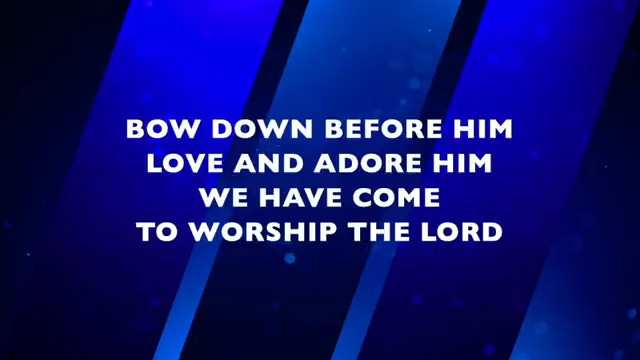 BOW DOWN BEFORE HIM
LOVE AND ADORE HIM
WE HAVE COME
TO WORSHIP THE LORD